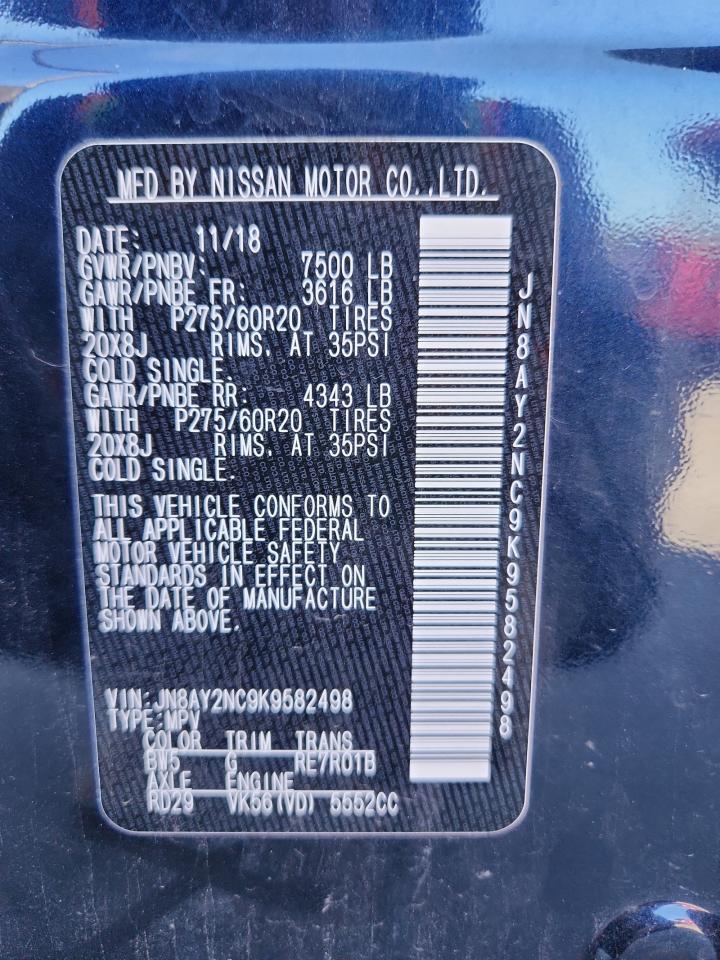 MFD BY NISSAN MOTOR CO.,LTD.
DATE: 11/18
GVWR/PNBV: 7500 LB
GAWR/PNBE FR: 3616 LB
WITH P275/60R20 TIRES
20X8J RIMS. AT 35PSI
COLD SINGLE.
GAWR/PNBE RR: 4343 LB
WITH P275/60R20 TIRES
20X8J RIMS. AT 35PSI
COLD SINGLE.
THIS VEHICLE CONFORMS TO
ALL APPLICABLE FEDERAL
MOTOR VEHICLE SAFETY
STANDARDS IN EFFECT ON
THE DATE OF MANUFACTURE
SHOWN ABOVE.
VIN:JN8AY2NC9K9582498
TYPE:MPV
COLOR TRIM TRANS
BW5 G RE7R01B
AXLE ENGINE
RD29 VK56(VD) 5552CC
JN8AY2NC9K9582498